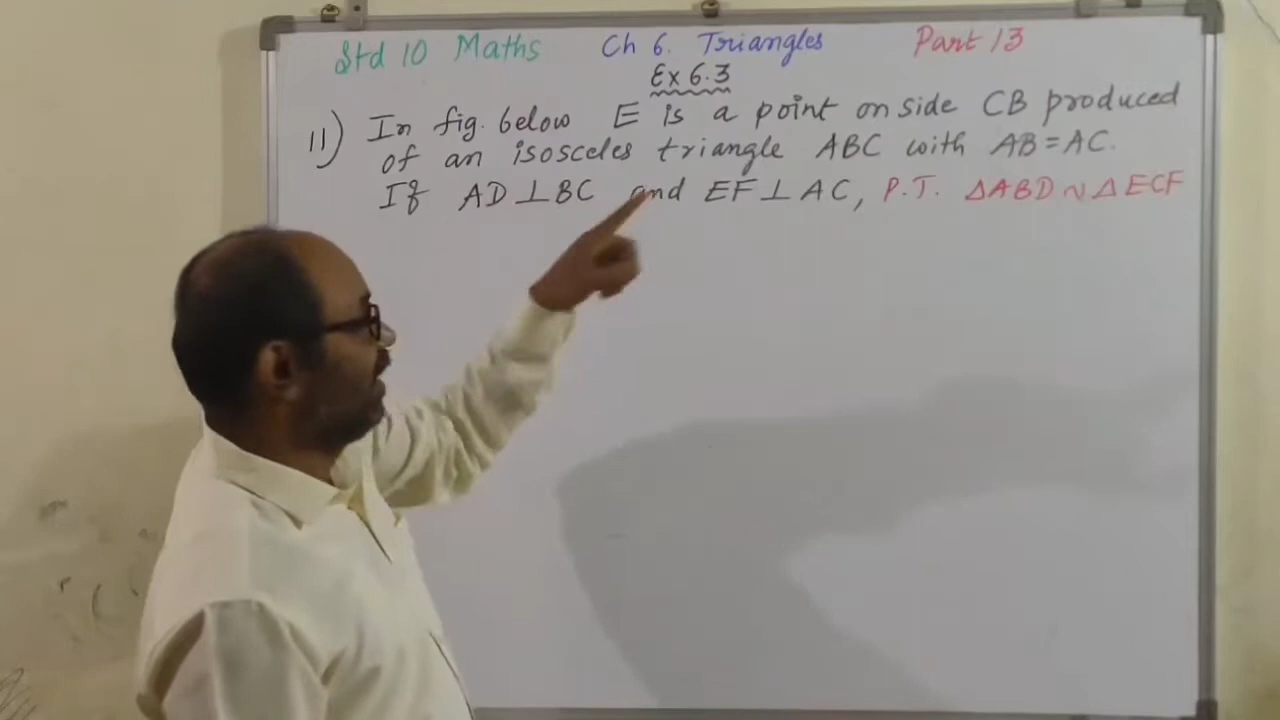 Std 10 Maths Ch 6. Triangles Part 13
Ex 6.3
11) In fig. below E is a point on side CB produced
of an isosceles triangle ABC with AB=AC.
If AD⊥BC and EF⊥AC, P.T. ΔABD ~ ΔECF